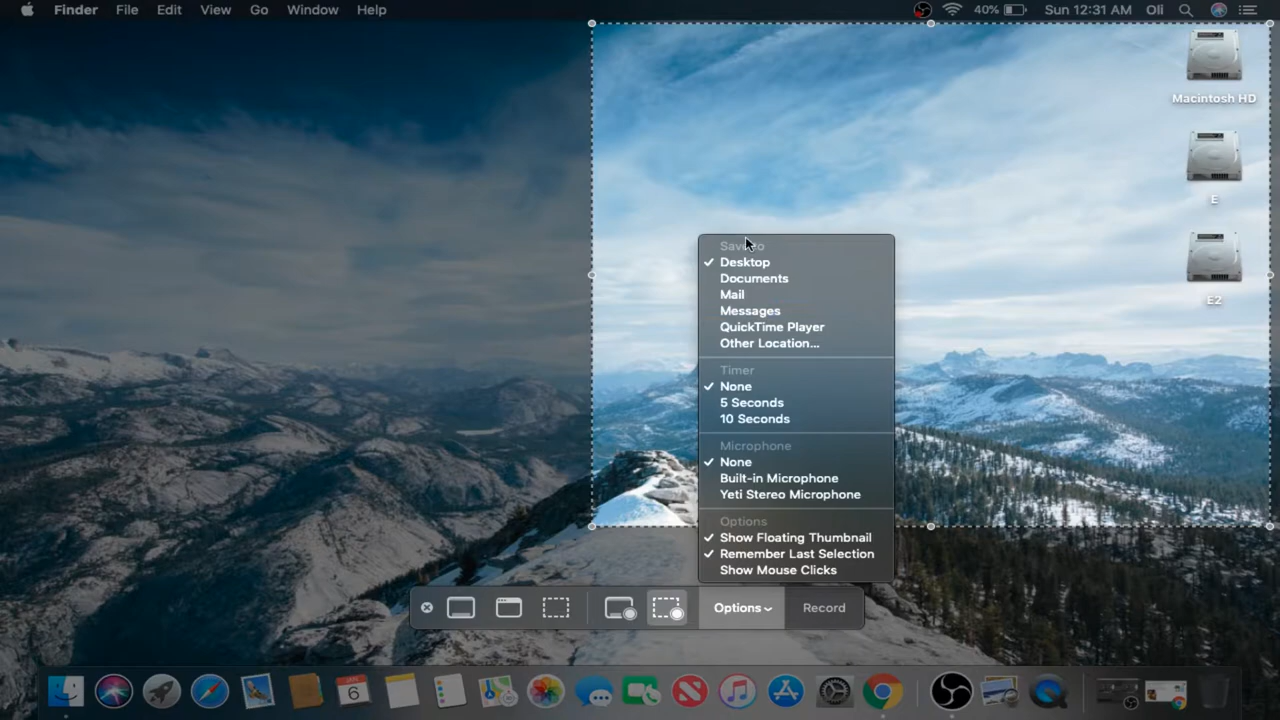 Finder File Edit View Go Window Help 40% Sun 12:31 AM Oli
Macintosh HD
E
E2
Desktop
Documents
Mail
Messages
QuickTime Player
Other Location...
Timer
None
5 Seconds
10 Seconds
Microphone
None
Built-in Microphone
Yeti Stereo Microphone
Options
Show Floating Thumbnail
Remember Last Selection
Show Mouse Clicks
Options Record
JAN
6